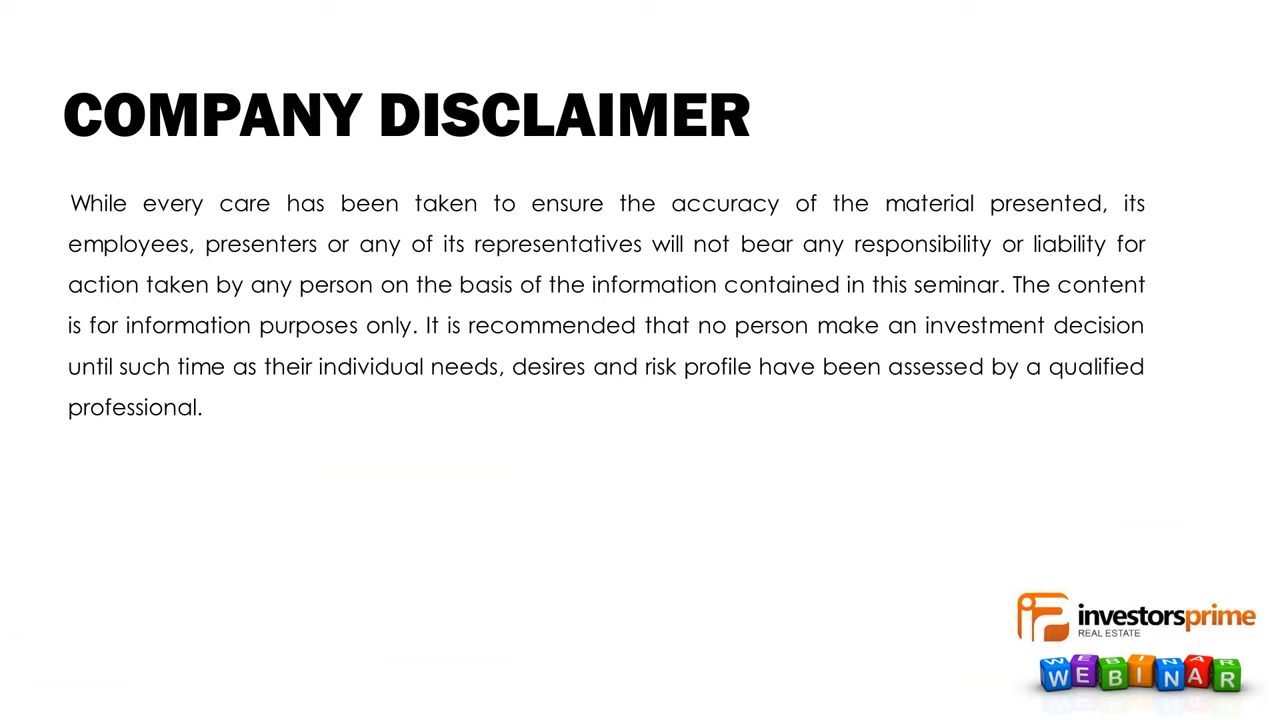 COMPANY DISCLAIMER
While every care has been taken to ensure the accuracy of the material presented, its
employees, presenters or any of its representatives will not bear any responsibility or liability for
action taken by any person on the basis of the information contained in this seminar. The content
is for information purposes only. It is recommended that no person make an investment decision
until such time as their individual needs, desires and risk profile have been assessed by a qualified
professional.
investorsprime
REAL ESTATE
WEBINAR